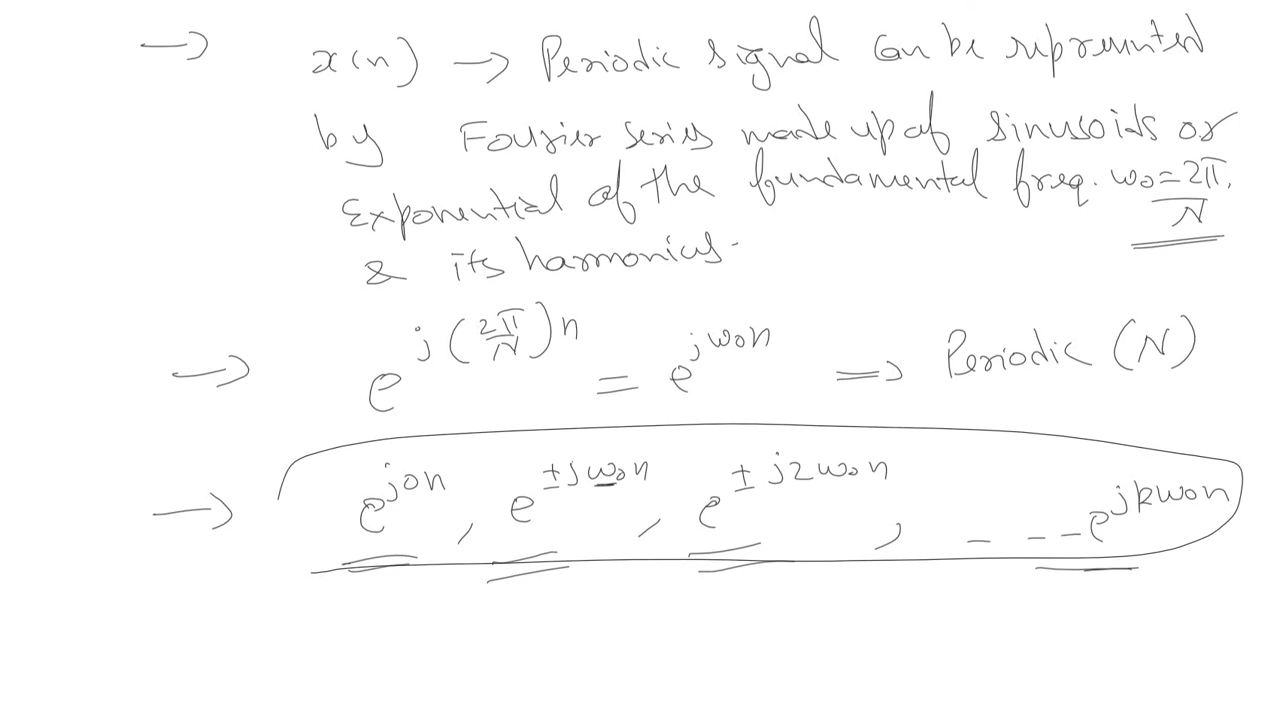 → x(n) → Periodic signal can be represented
by Fourier series made up of sinusoids or
Exponential of the fundamental freq. ω₀ = 2π/N.
& its harmonics.
→ e^{j(2π/N)n} = e^{jω₀n} ⇒ Periodic (N)
→ e^{j0n}, e^{±jω₀n}, e^{±j2ω₀n}, - - - e^{jkω₀n}